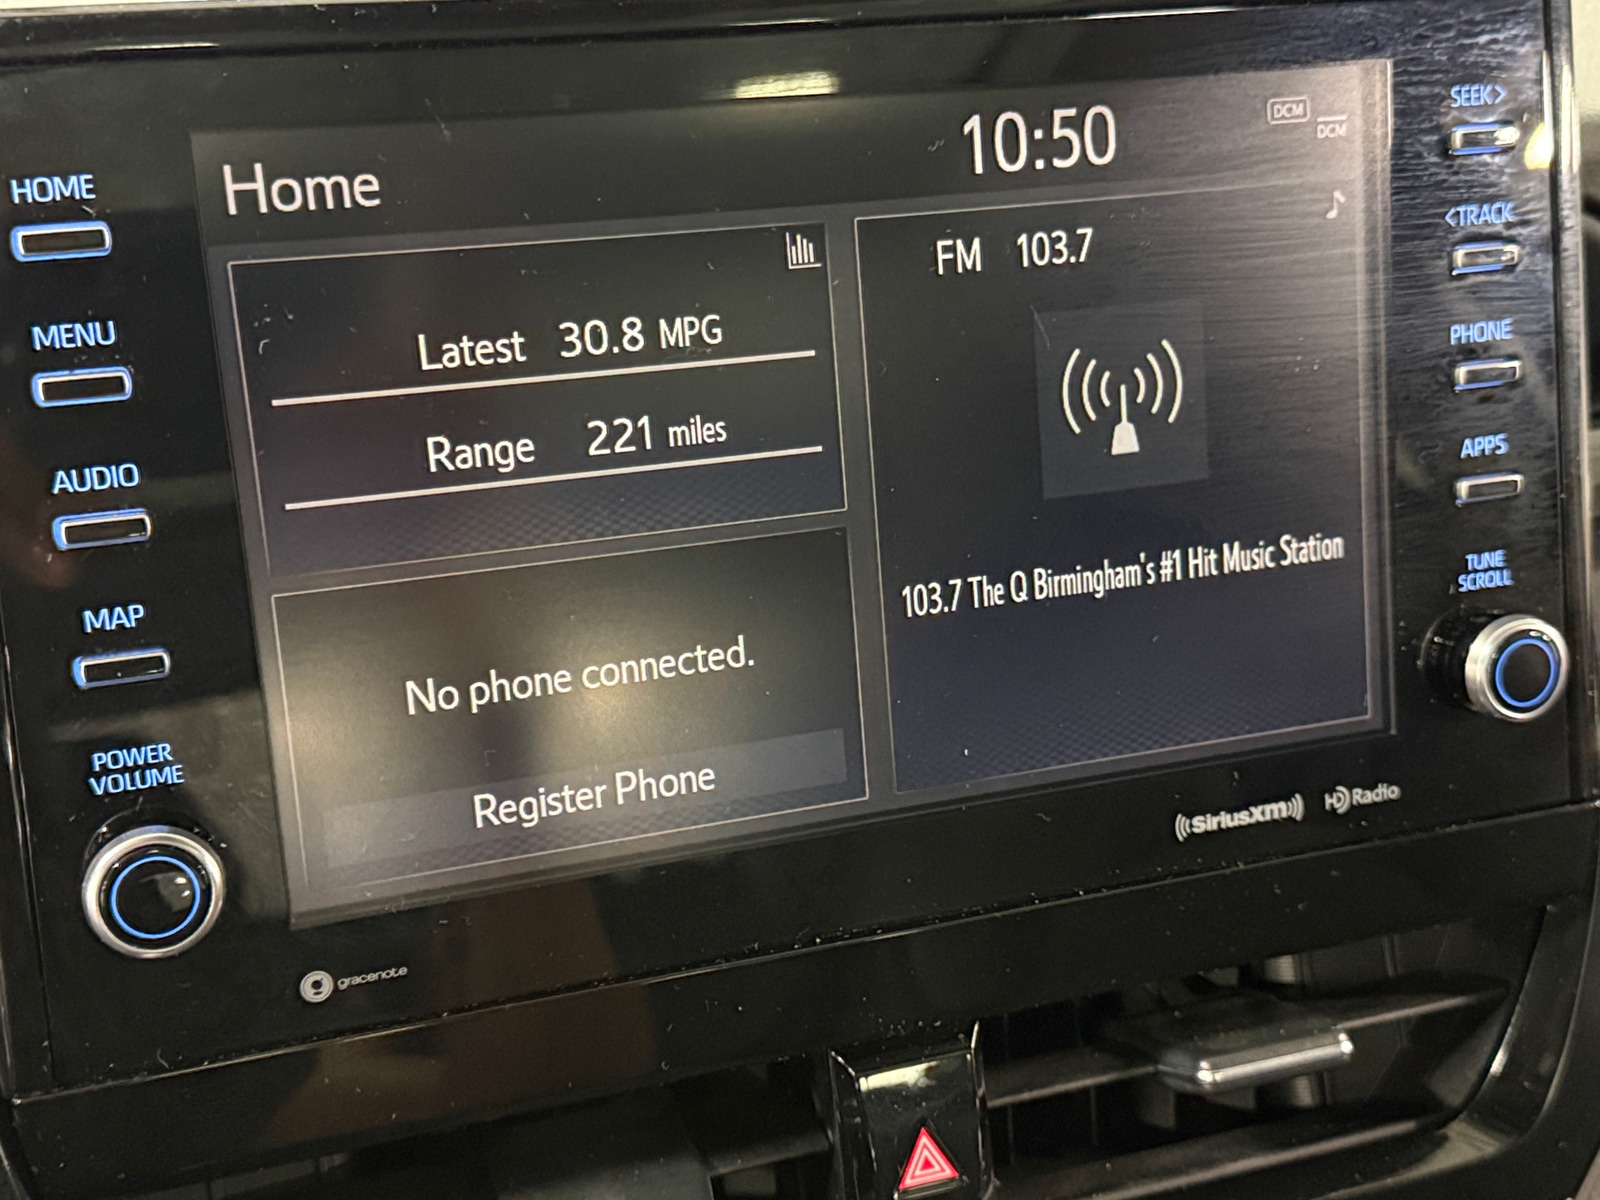 Home
10:50
DCM
DCM
Latest 30.8 MPG
Range 221 miles
No phone connected.
Register Phone
FM 103.7
103.7 The Q Birmingham's #1 Hit Music Station
HOME
MENU
AUDIO
MAP
POWER
VOLUME
SEEK>
<TRACK
PHONE
APPS
TUNE
SCROLL
gracenote
SiriusXM
HD Radio